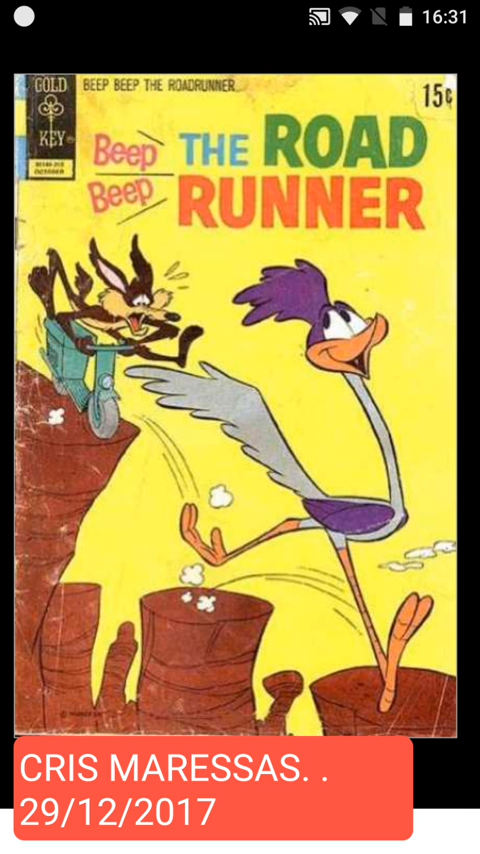 16:31
GOLD
KEY
BEEP BEEP THE ROADRUNNER
15¢
OCTOBER
Beep
Beep
THE ROAD
RUNNER
CRIS MARESSAS. .
29/12/2017